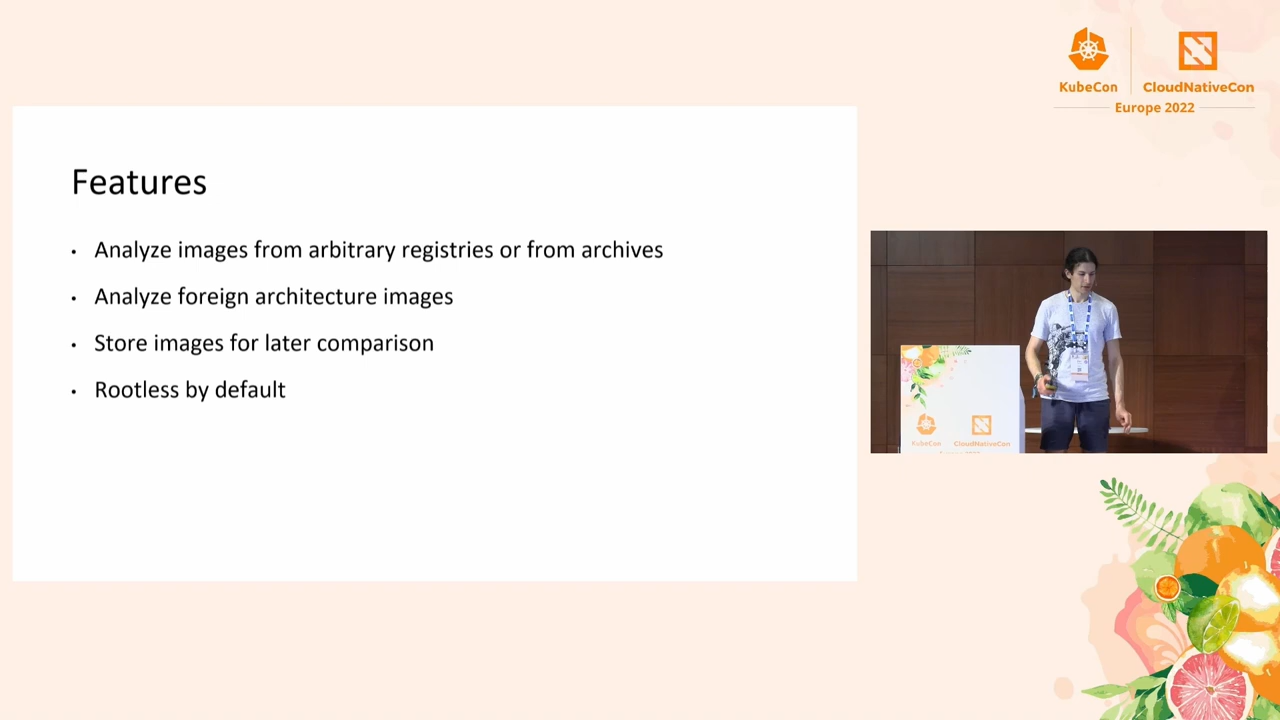 KubeCon
CloudNativeCon
Europe 2022
Features
• Analyze images from arbitrary registries or from archives
• Analyze foreign architecture images
• Store images for later comparison
• Rootless by default
KubeCon
CloudNativeCon